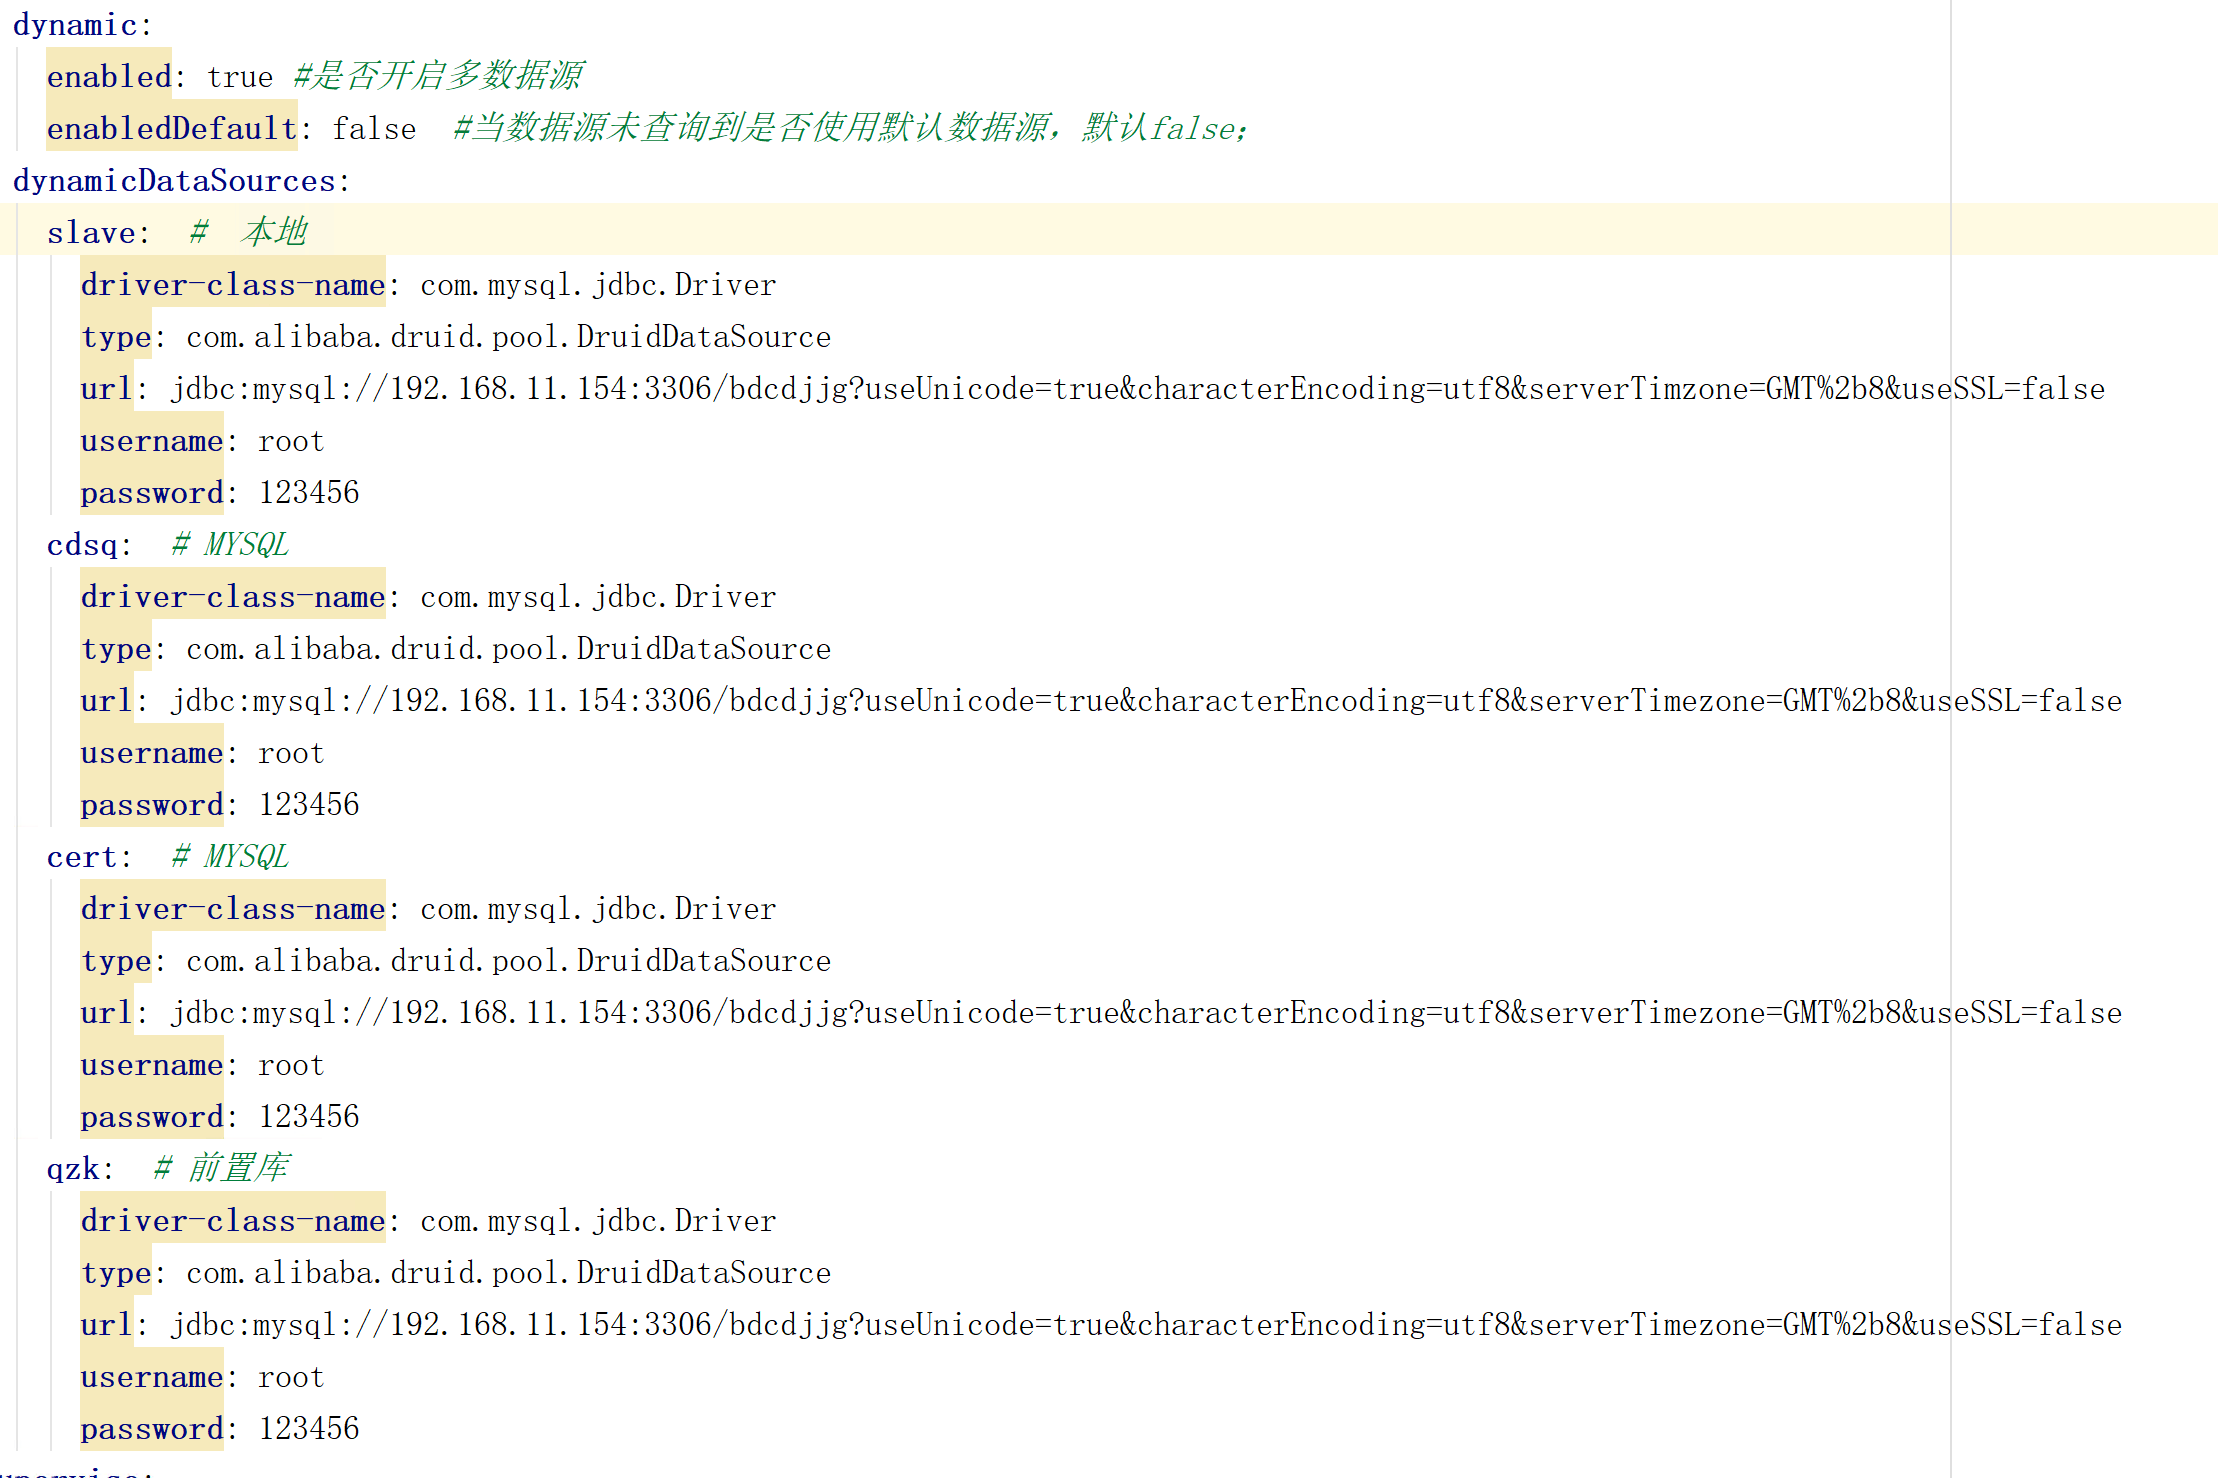 dynamic:
enabled: true #是否开启多数据源
enabledDefault: false #当数据源未查询到是否使用默认数据源，默认false；
dynamicDataSources:
slave: # 本地
driver-class-name: com.mysql.jdbc.Driver
type: com.alibaba.druid.pool.DruidDataSource
url: jdbc:mysql://192.168.11.154:3306/bdcdjjg?useUnicode=true&characterEncoding=utf8&serverTimzone=GMT%2b8&useSSL=false
username: root
password: 123456
cdsq: # MYSQL
driver-class-name: com.mysql.jdbc.Driver
type: com.alibaba.druid.pool.DruidDataSource
url: jdbc:mysql://192.168.11.154:3306/bdcdjjg?useUnicode=true&characterEncoding=utf8&serverTimezone=GMT%2b8&useSSL=false
username: root
password: 123456
cert: # MYSQL
driver-class-name: com.mysql.jdbc.Driver
type: com.alibaba.druid.pool.DruidDataSource
url: jdbc:mysql://192.168.11.154:3306/bdcdjjg?useUnicode=true&characterEncoding=utf8&serverTimezone=GMT%2b8&useSSL=false
username: root
password: 123456
qzk: # 前置库
driver-class-name: com.mysql.jdbc.Driver
type: com.alibaba.druid.pool.DruidDataSource
url: jdbc:mysql://192.168.11.154:3306/bdcdjjg?useUnicode=true&characterEncoding=utf8&serverTimezone=GMT%2b8&useSSL=false
username: root
password: 123456